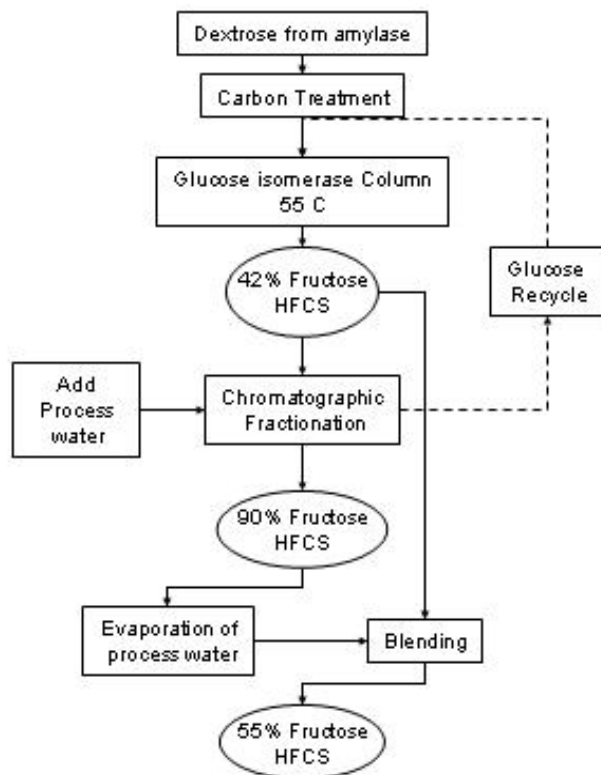 Dextrose from amylase
Carbon Treatment
Glucose isomerase Column
55 C
42% Fructose
HFCS
Glucose
Recycle
Add
Process
water
Chromatographic
Fractionation
90% Fructose
HFCS
Evaporation of
process water
Blending
55% Fructose
HFCS